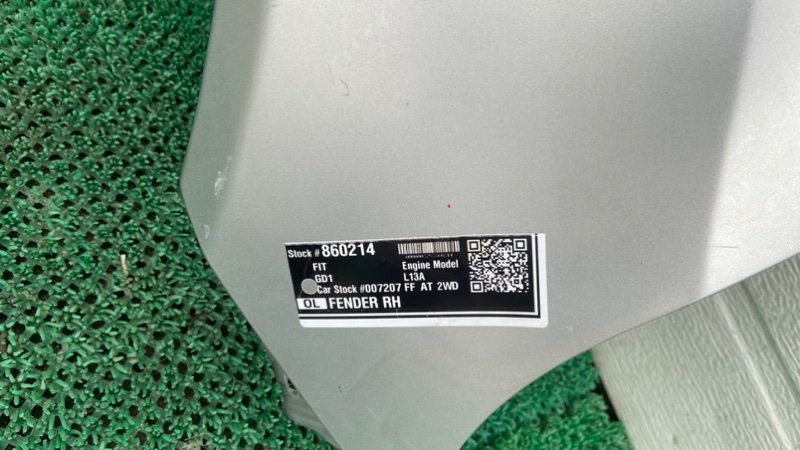 Stock # 860214
FIT Engine Model
GD1 L13A
Car Stock #007207 FF AT 2WD
OL FENDER RH